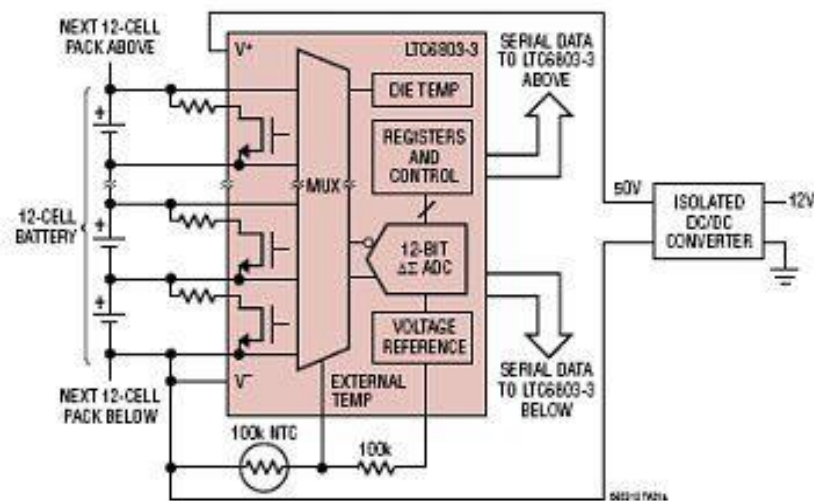 NEXT 12-CELL
PACK ABOVE
V+
LTC6803-3
SERIAL DATA
TO LTC6803-3
ABOVE
DIE TEMP
REGISTERS
AND
CONTROL
MUX
12-CELL
BATTERY
12-BIT
ΔΣ ADC
50V
ISOLATED
DC/DC
CONVERTER
12V
VOLTAGE
REFERENCE
V−
EXTERNAL
TEMP
NEXT 12-CELL
PACK BELOW
SERIAL DATA
TO LTC6803-3
BELOW
100k NTC
100k